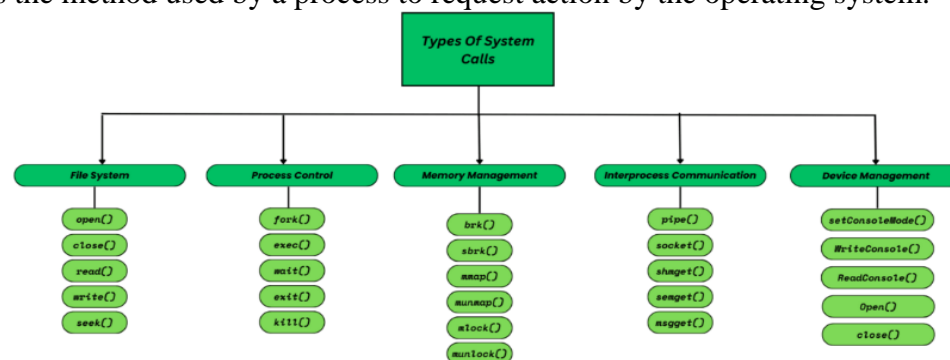 s the method used by a process to request action by the operating system.
Types Of System
Calls
File System
open()
close()
read()
write()
seek()
Process Control
fork()
exec()
wait()
exit()
kill()
Memory Management
brk()
sbrk()
mmap()
munmap()
mlock()
munlock()
Interprocess Communication
pipe()
socket()
shmget()
semget()
msgget()
Device Management
setConsoleMode()
WriteConsole()
ReadConsole()
Open()
close()